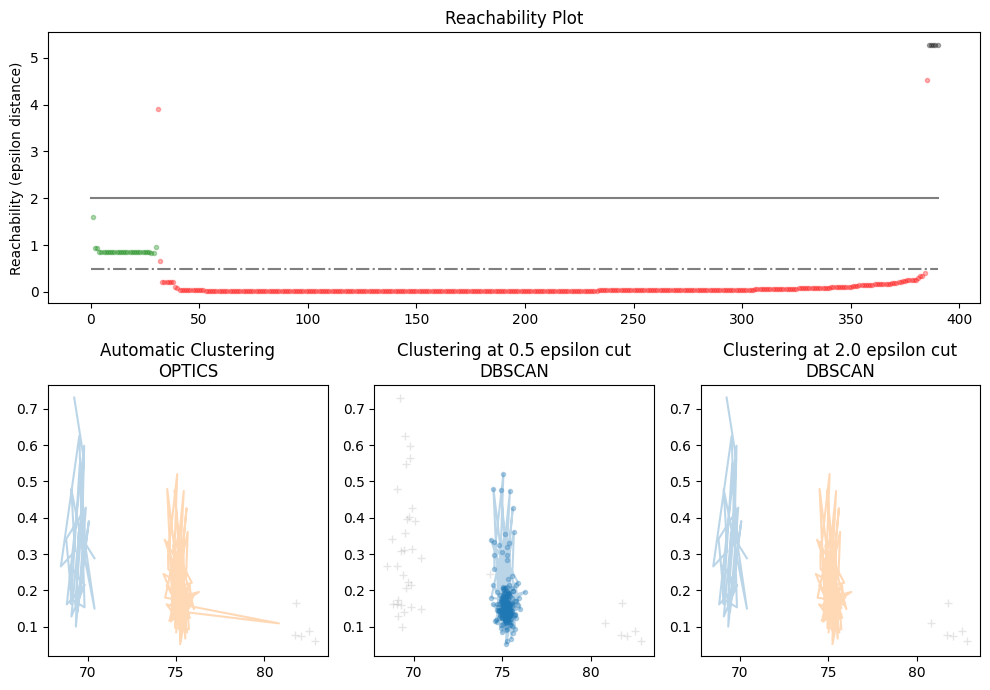 Reachability Plot
Reachability (epsilon distance)
5
4
3
2
1
0
0 50 100 150 200 250 300 350 400
Automatic Clustering
OPTICS
0.7
0.6
0.5
0.4
0.3
0.2
0.1
70 75 80
Clustering at 0.5 epsilon cut
DBSCAN
0.7
0.6
0.5
0.4
0.3
0.2
0.1
70 75 80
Clustering at 2.0 epsilon cut
DBSCAN
0.7
0.6
0.5
0.4
0.3
0.2
0.1
70 75 80